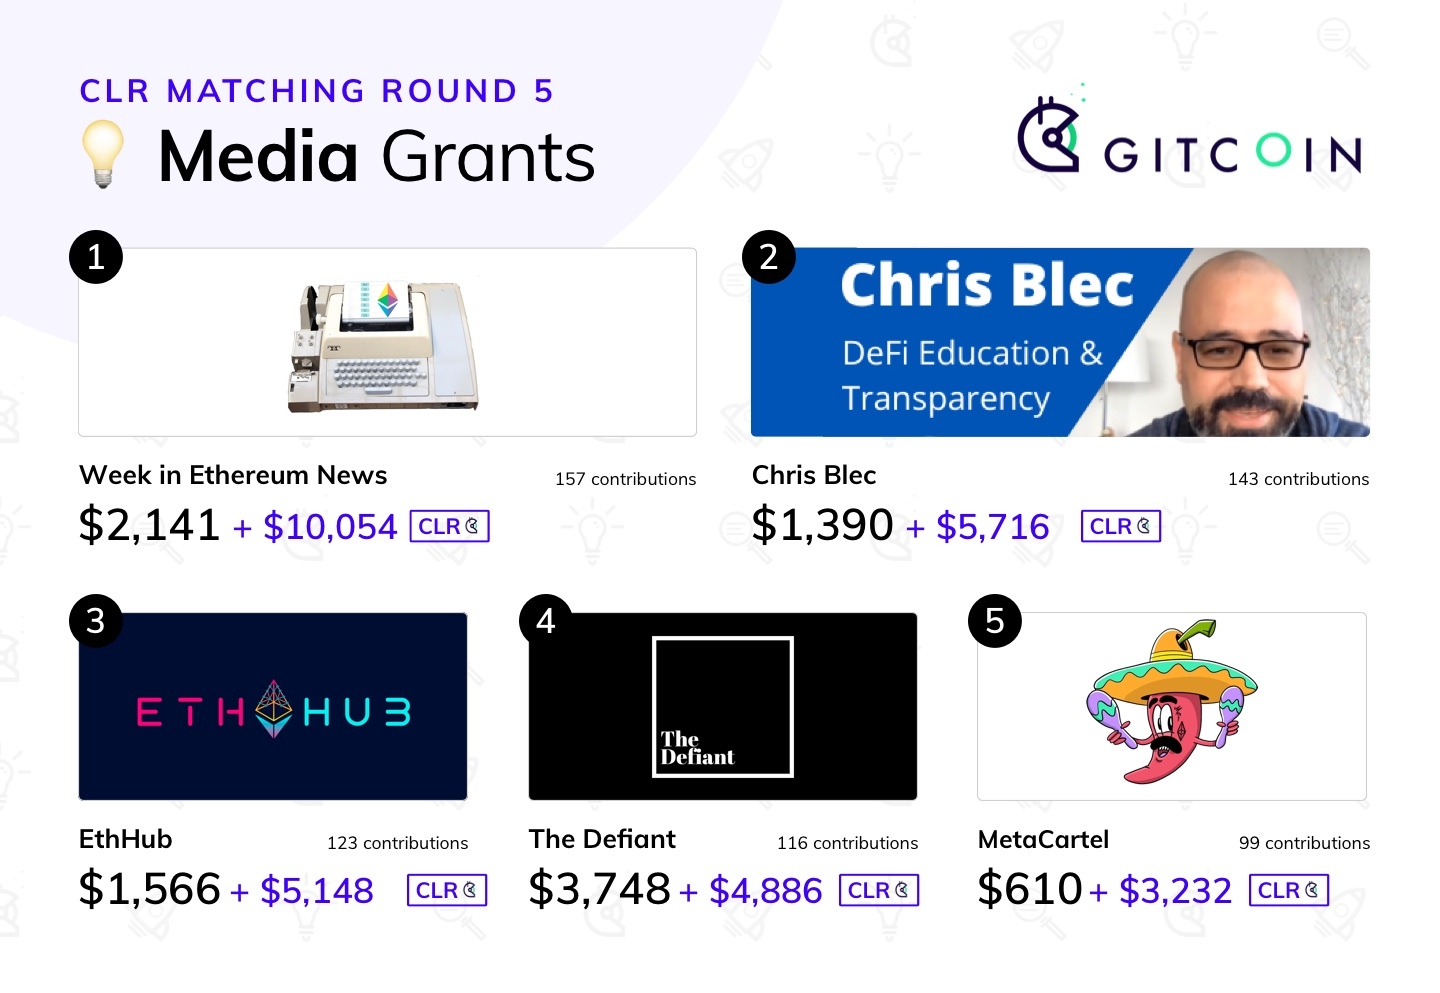 CLR MATCHING ROUND 5
Media Grants
GITCOIN
1
2
Chris Blec
DeFi Education &
Transparency
Week in Ethereum News
157 contributions
$2,141 + $10,054 CLR
Chris Blec
143 contributions
$1,390 + $5,716 CLR
3
ETH HUB
4
The
Defiant
5
EthHub
123 contributions
$1,566 + $5,148 CLR
The Defiant
116 contributions
$3,748 + $4,886 CLR
MetaCartel
99 contributions
$610 + $3,232 CLR